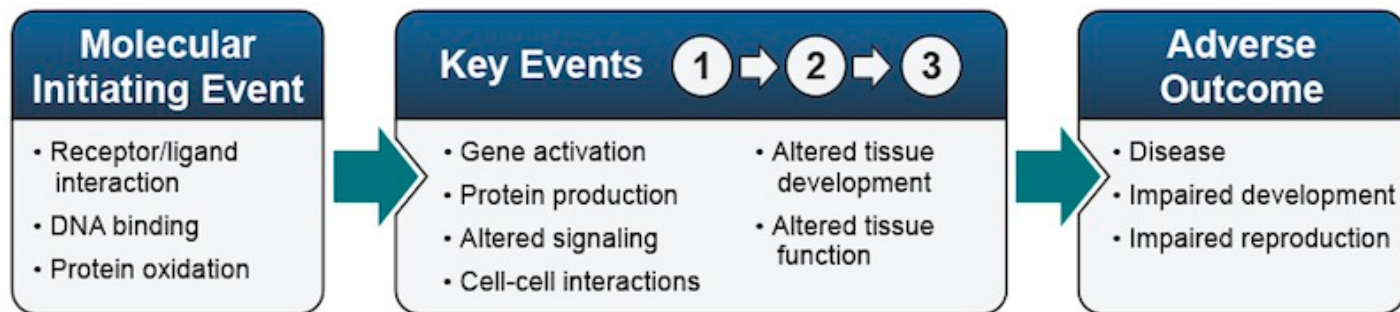 Molecular
Initiating Event
• Receptor/ligand
interaction
• DNA binding
• Protein oxidation
Key Events 1 2 3
• Gene activation
• Protein production
• Altered signaling
• Cell-cell interactions
• Altered tissue
development
• Altered tissue
function
Adverse
Outcome
• Disease
• Impaired development
• Impaired reproduction